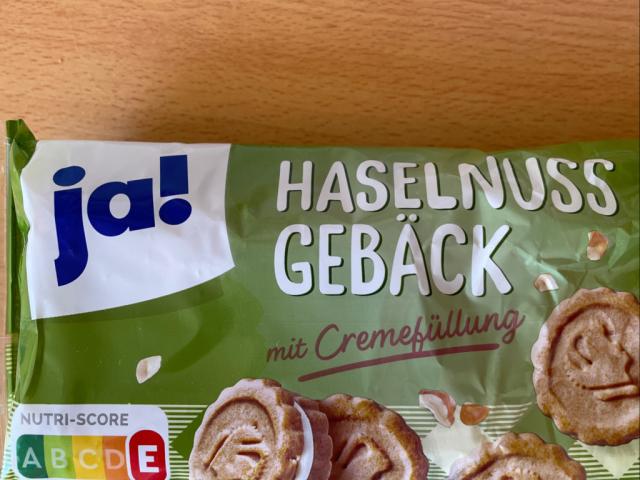 ja!
HASELNUSS
GEBÄCK
mit Cremefüllung
NUTRI-SCORE
A B C D E